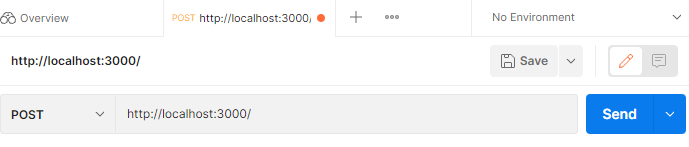 Overview
POST http://localhost:3000/
No Environment
http://localhost:3000/
Save
POST
http://localhost:3000/
Send